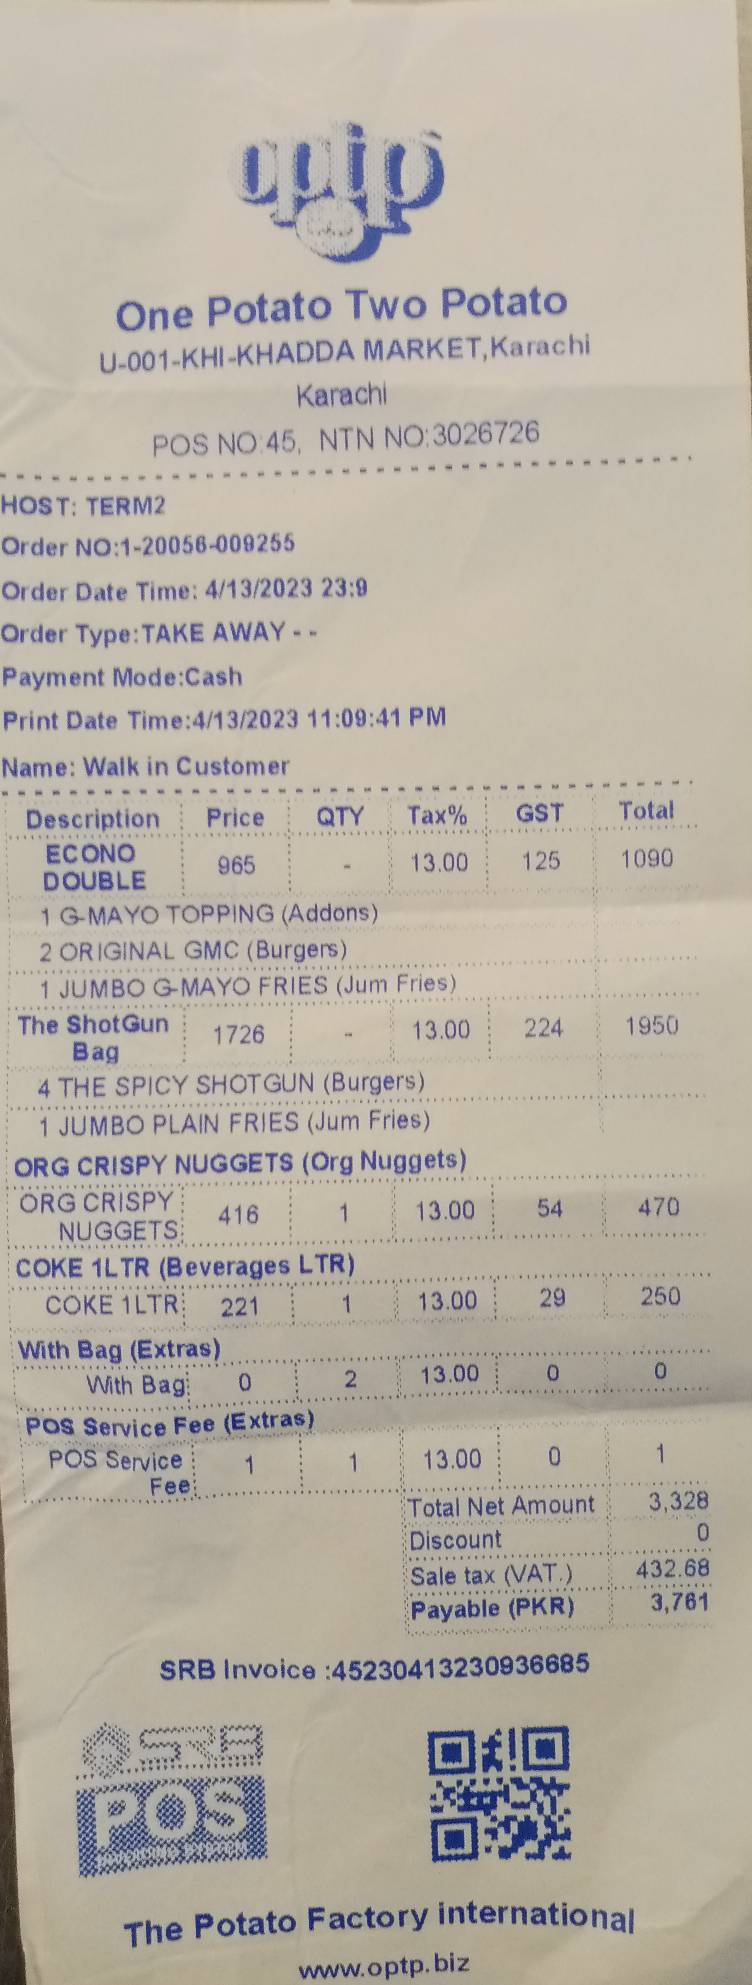 optp
One Potato Two Potato
U-001-KHI-KHADDA MARKET,Karachi
Karachi
POS NO:45, NTN NO:3026726
HOST: TERM2
Order NO:1-20056-009255
Order Date Time: 4/13/2023 23:9
Order Type:TAKE AWAY - -
Payment Mode:Cash
Print Date Time:4/13/2023 11:09:41 PM
Name: Walk in Customer
Description Price QTY Tax% GST Total
ECONO DOUBLE 965 - 13.00 125 1090
1 G-MAYO TOPPING (Addons)
2 ORIGINAL GMC (Burgers)
1 JUMBO G-MAYO FRIES (Jum Fries)
The ShotGun Bag 1726 - 13.00 224 1950
4 THE SPICY SHOTGUN (Burgers)
1 JUMBO PLAIN FRIES (Jum Fries)
ORG CRISPY NUGGETS (Org Nuggets)
ORG CRISPY NUGGETS 416 1 13.00 54 470
COKE 1LTR (Beverages LTR)
COKE 1LTR 221 1 13.00 29 250
With Bag (Extras)
With Bag 0 2 13.00 0 0
POS Service Fee (Extras)
POS Service Fee 1 1 13.00 0 1
Total Net Amount 3,328
Discount 0
Sale tax (VAT.) 432.68
Payable (PKR) 3,761
SRB Invoice :45230413230936685
SRB
POS
The Potato Factory international
www.optp.biz